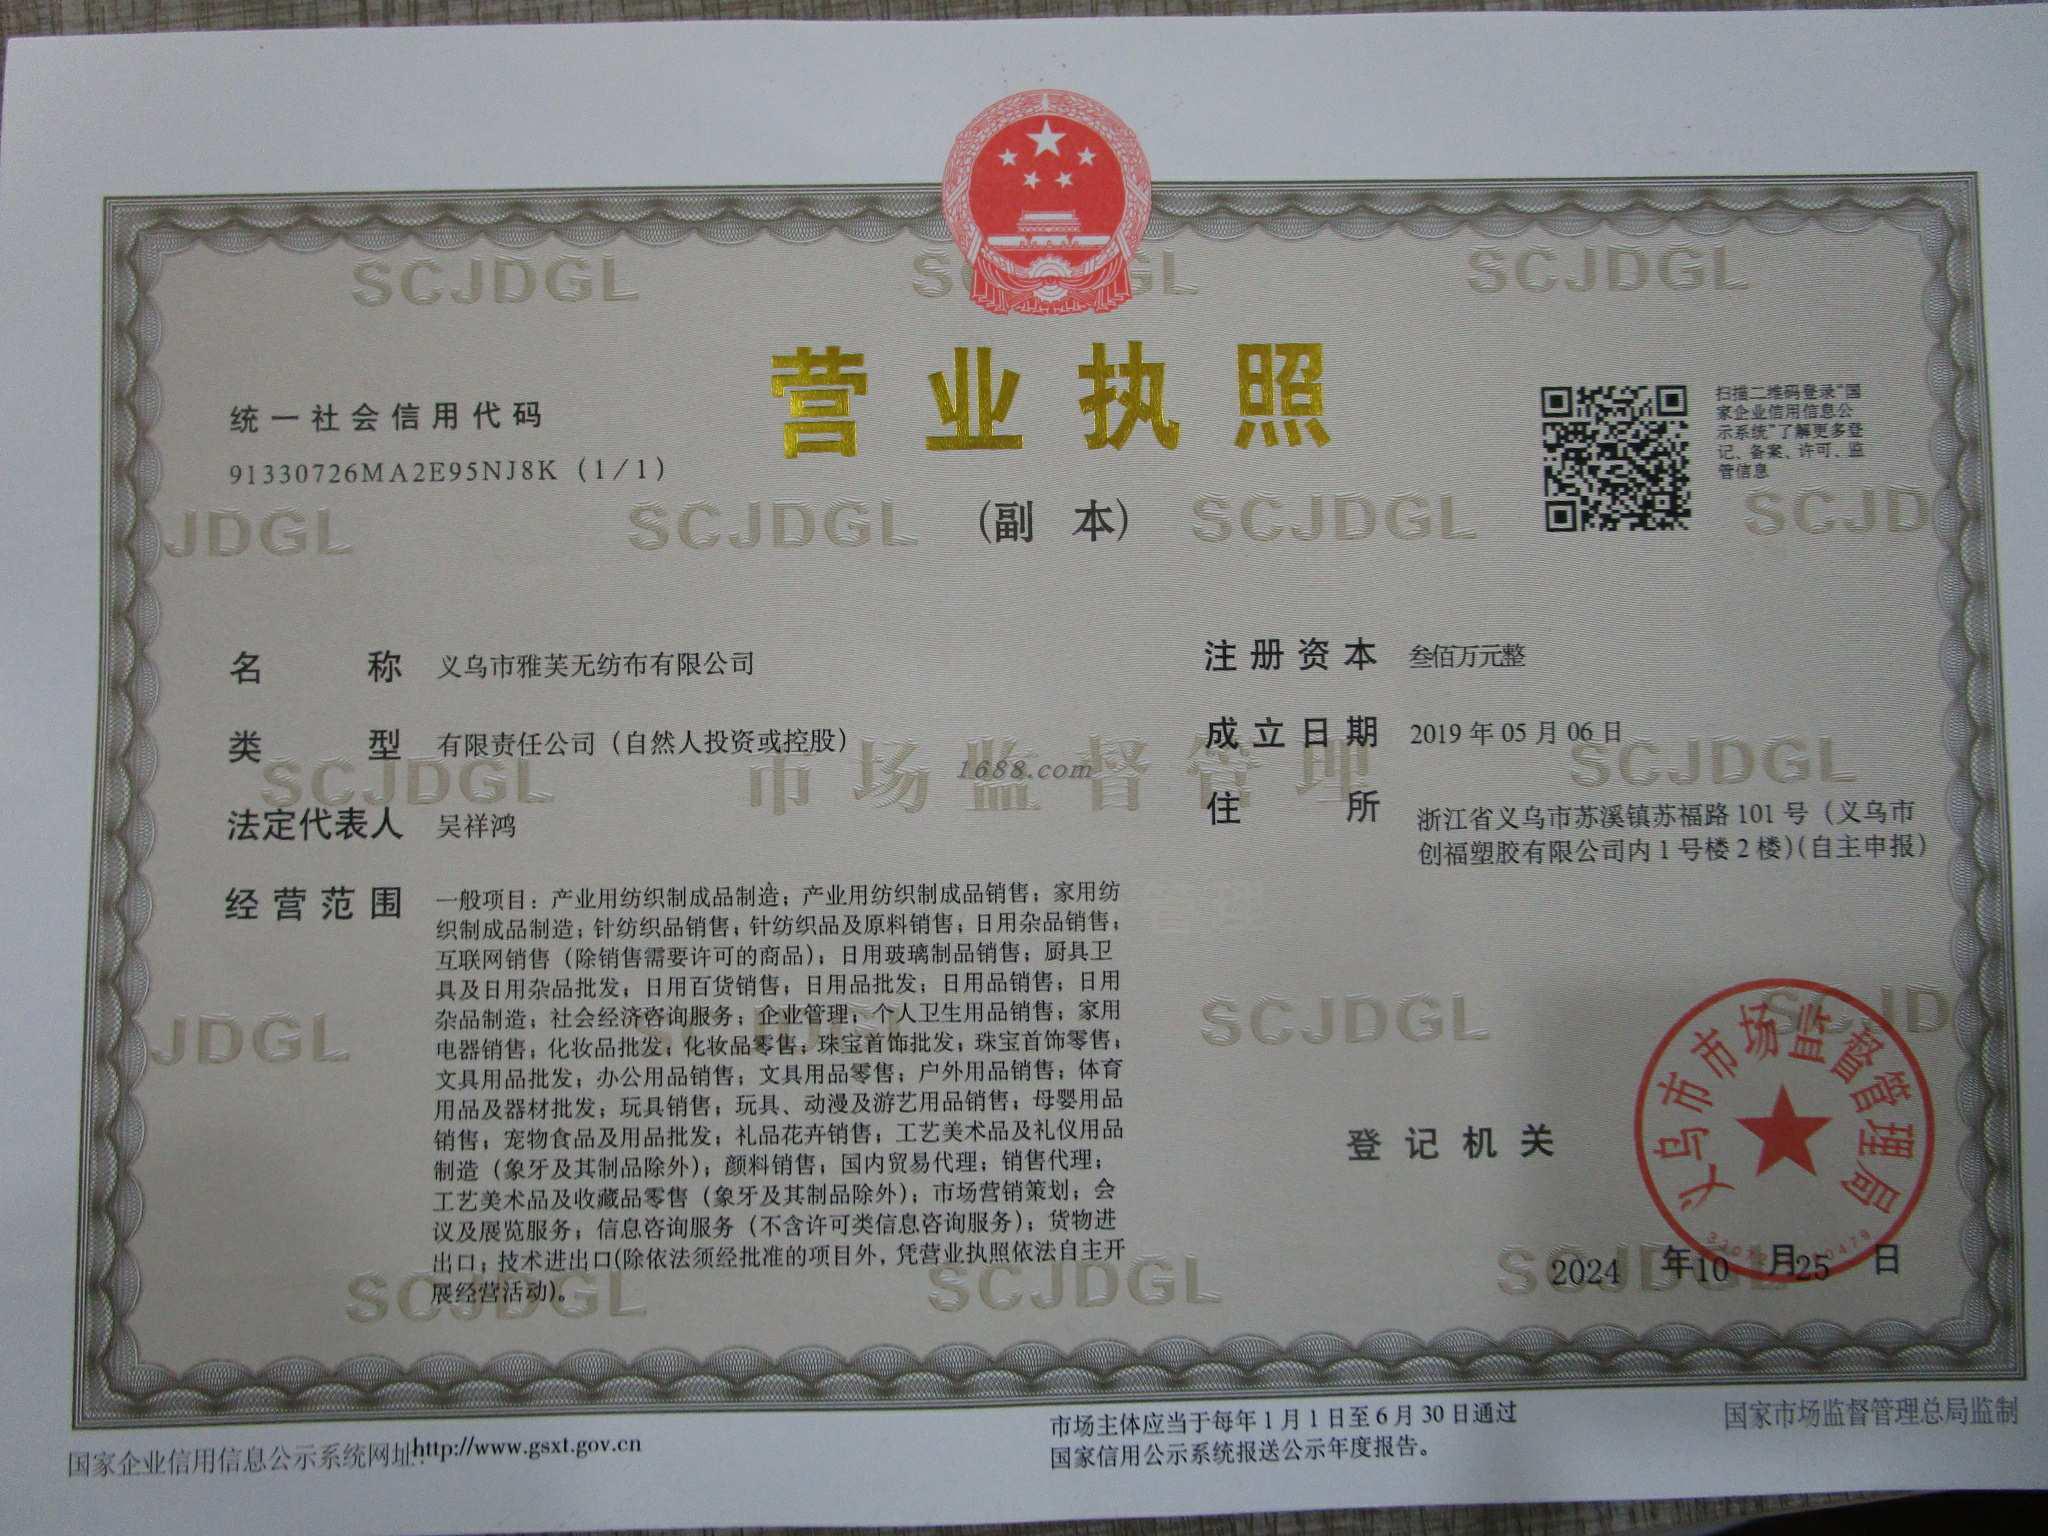 营业执照
(副 本)
统一社会信用代码
91330726MA2E95NJ8K (1/1)
扫描二维码登录“国
家企业信用信息公
示系统”了解更多登
记、备案、许可、监
管信息
名 称 义乌市雅芙无纺布有限公司
类 型 有限责任公司（自然人投资或控股）
法定代表人 吴祥鸿
经营范围 一般项目：产业用纺织制成品制造；产业用纺织制成品销售；家用纺
织制成品制造；针纺织品销售；针纺织品及原料销售；日用杂品销售；
互联网销售（除销售需要许可的商品）；日用玻璃制品销售；厨具卫
具及日用杂品批发；日用百货销售；日用品批发；日用品销售；日用
杂品制造；社会经济咨询服务；企业管理；个人卫生用品销售；家用
电器销售；化妆品批发；化妆品零售；珠宝首饰批发；珠宝首饰零售；
文具用品批发；办公用品销售；文具用品零售；户外用品销售；体育
用品及器材批发；玩具销售；玩具、动漫及游艺用品销售；母婴用品
销售；宠物食品及用品批发；礼品花卉销售；工艺美术品及礼仪用品
制造（象牙及其制品除外）；颜料销售；国内贸易代理；销售代理；
工艺美术品及收藏品零售（象牙及其制品除外）；市场营销策划；会
议及展览服务；信息咨询服务（不含许可类信息咨询服务）；货物进
出口；技术进出口(除依法须经批准的项目外，凭营业执照依法自主开
展经营活动)。
注册资本 叁佰万元整
成立日期 2019 年 05 月 06 日
住 所 浙江省义乌市苏溪镇苏福路 101 号（义乌市
创福塑胶有限公司内 1 号楼 2 楼）（自主申报）
登记机关
义乌市市场监督管理局
2024 年 10 月 25 日
SCJDGL
市场监督管理
1688.com
国家企业信用信息公示系统网址：http://www.gsxt.gov.cn
市场主体应当于每年 1 月 1 日至 6 月 30 日通过
国家信用公示系统报送公示年度报告。
国家市场监督管理总局监制